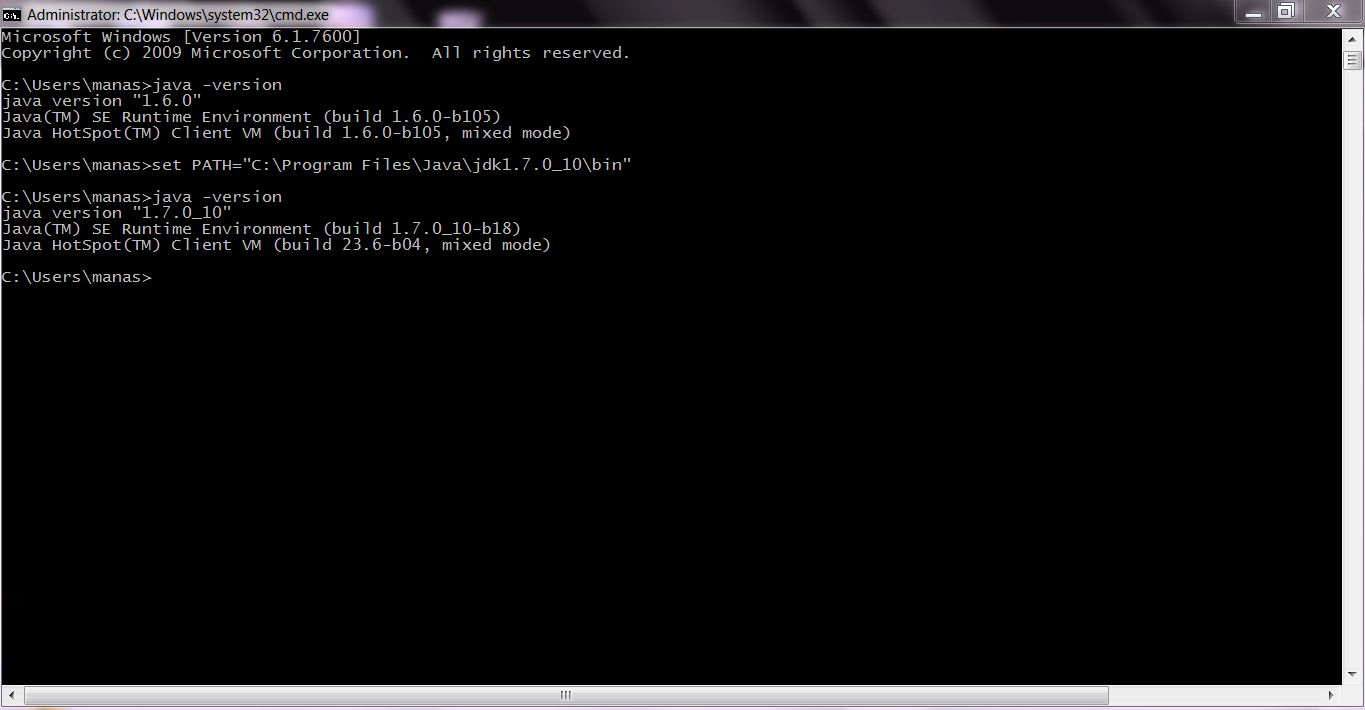 Administrator: C:\Windows\system32\cmd.exe
Microsoft Windows [Version 6.1.7600]
Copyright (c) 2009 Microsoft Corporation.  All rights reserved.
C:\Users\manas>java -version
java version "1.6.0"
Java(TM) SE Runtime Environment (build 1.6.0-b105)
Java HotSpot(TM) Client VM (build 1.6.0-b105, mixed mode)
C:\Users\manas>set PATH="C:\Program Files\Java\jdk1.7.0_10\bin"
C:\Users\manas>java -version
java version "1.7.0_10"
Java(TM) SE Runtime Environment (build 1.7.0_10-b18)
Java HotSpot(TM) Client VM (build 23.6-b04, mixed mode)
C:\Users\manas>